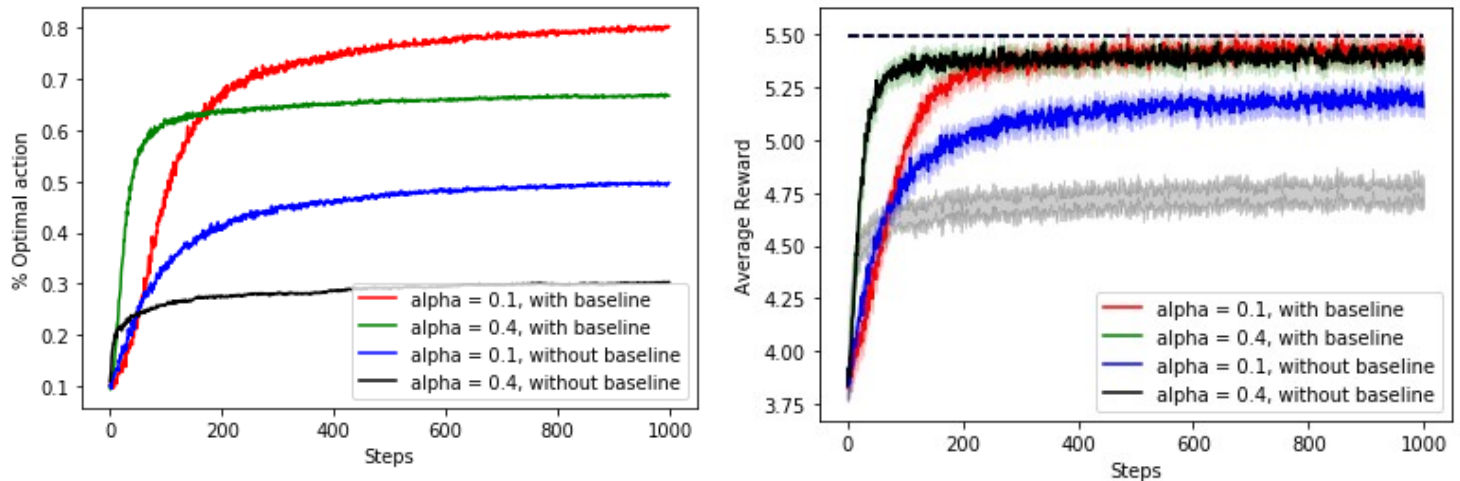 % Optimal action
0.8
0.7
0.6
0.5
0.4
0.3
0.2
0.1
alpha = 0.1, with baseline
alpha = 0.4, with baseline
alpha = 0.1, without baseline
alpha = 0.4, without baseline
0 200 400 600 800 1000
Steps
Average Reward
5.50
5.25
5.00
4.75
4.50
4.25
4.00
3.75
alpha = 0.1, with baseline
alpha = 0.4, with baseline
alpha = 0.1, without baseline
alpha = 0.4, without baseline
0 200 400 600 800 1000
Steps